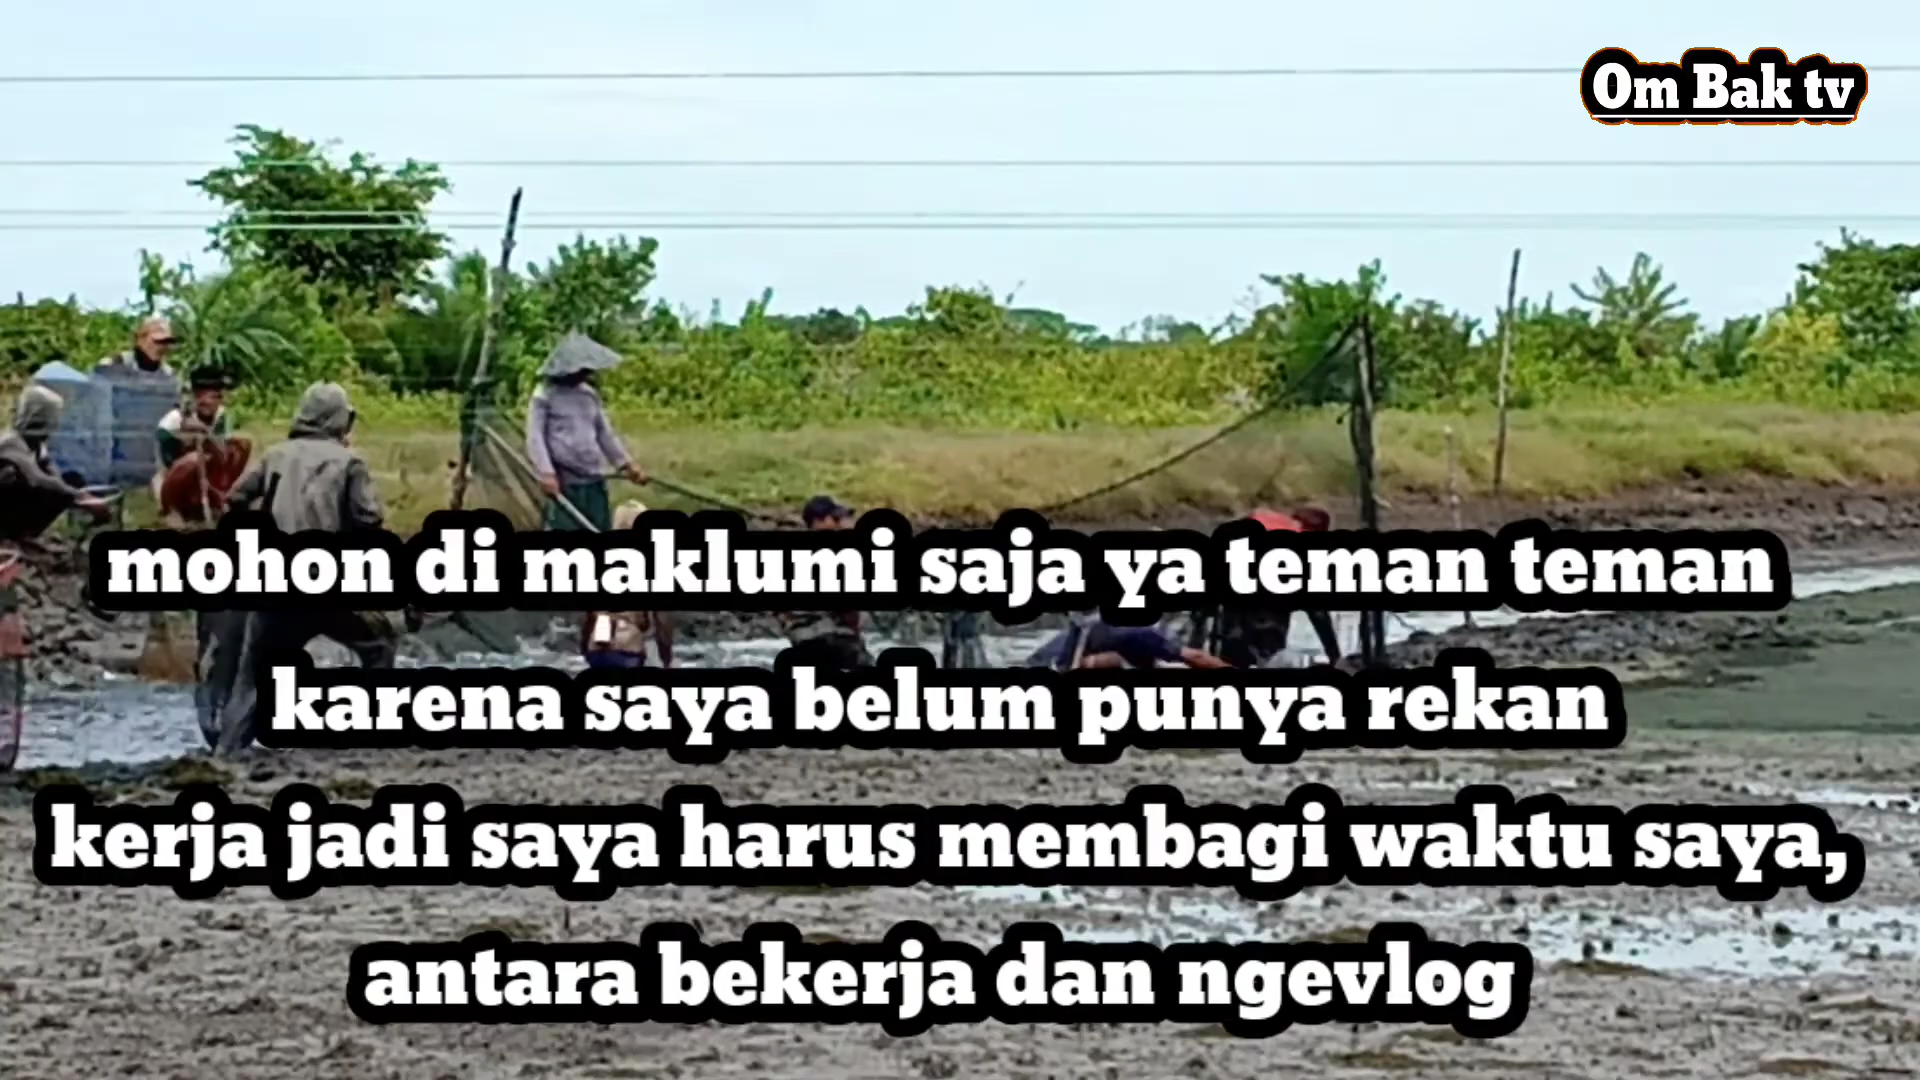 Om Bak tv
mohon di maklumi saja ya teman teman
karena saya belum punya rekan
kerja jadi saya harus membagi waktu saya,
antara bekerja dan ngevlog